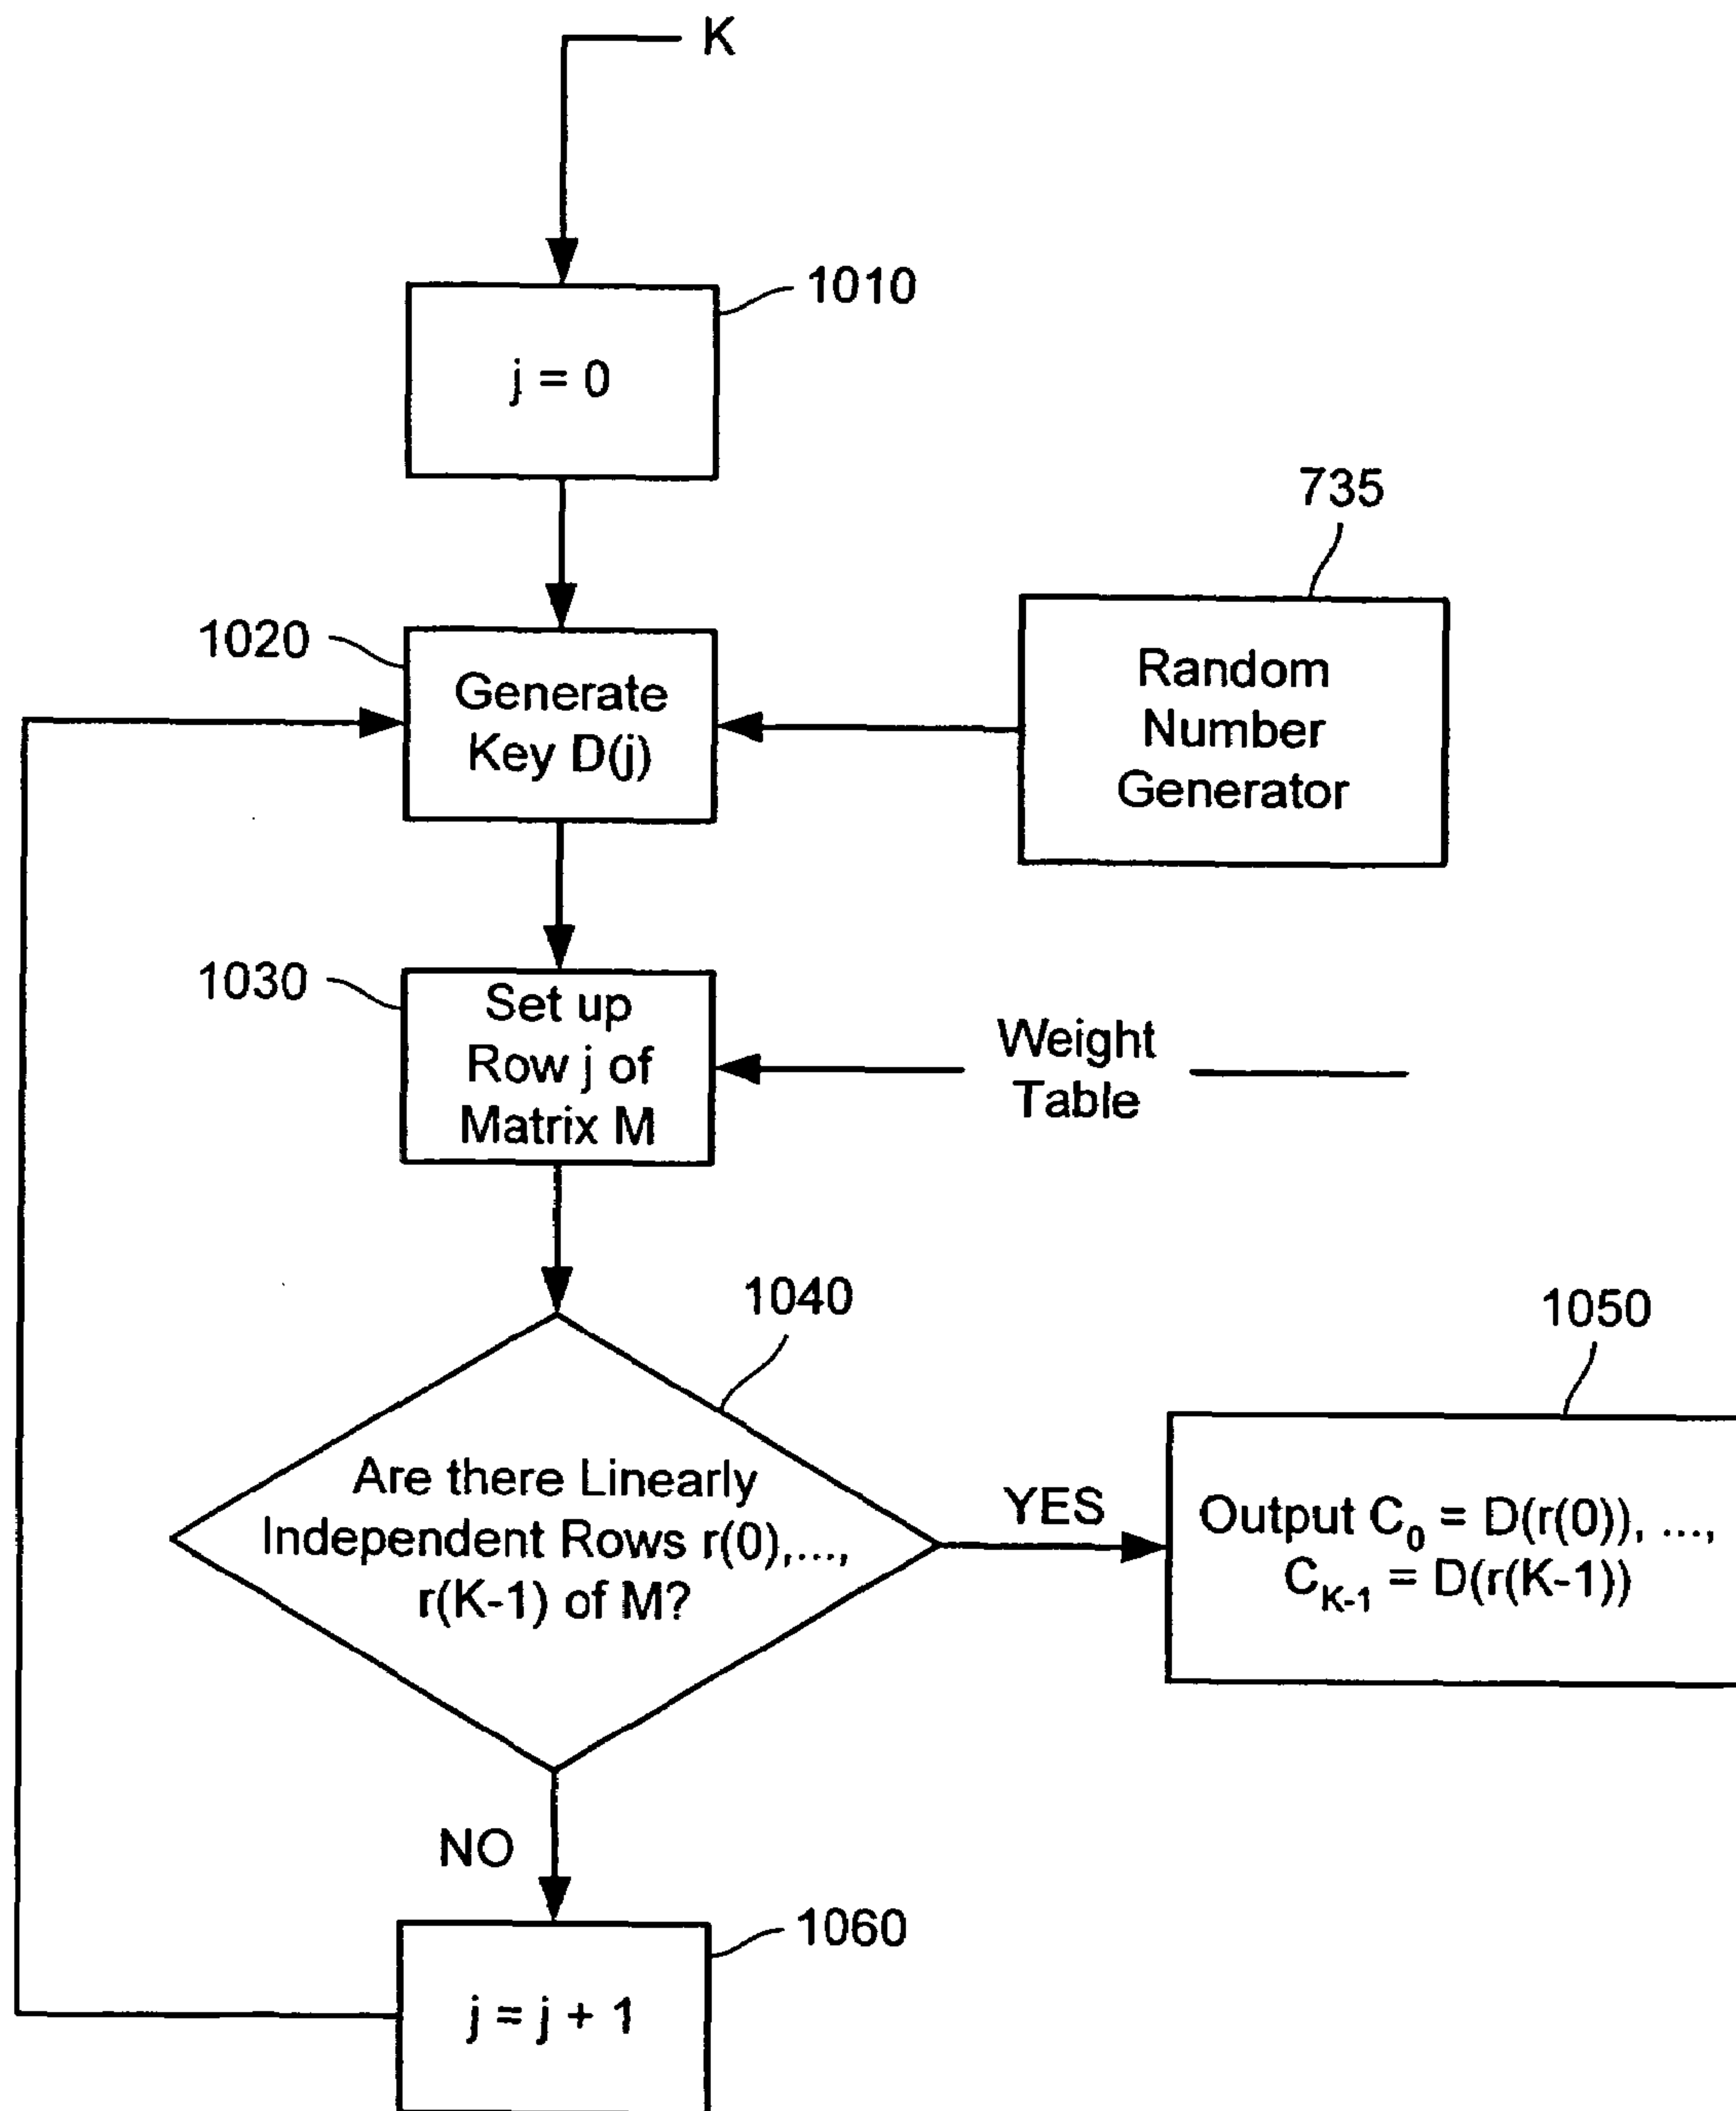 K
1010
j = 0
735
1020
Generate
Key D(j)
Random
Number
Generator
1030
Set up
Row j of
Matrix M
Weight
Table
1040
Are there Linearly
Independent Rows r(0),...,
r(K-1) of M?
YES
1050
Output C₀ = D(r(0)), ...,
C_{K-1} = D(r(K-1))
NO
1060
j = j + 1